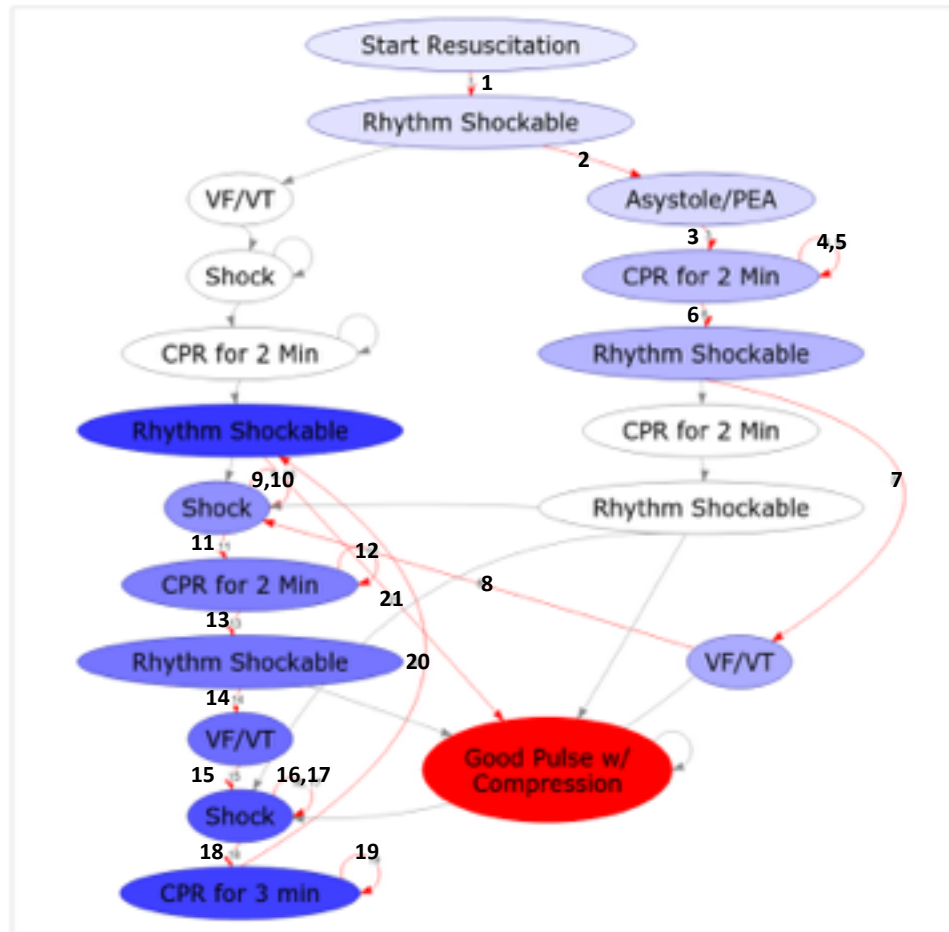 Start Resuscitation
1
Rhythm Shockable
2
VF/VT
Asystole/PEA
3
4,5
Shock
CPR for 2 Min
6
CPR for 2 Min
Rhythm Shockable
Rhythm Shockable
CPR for 2 Min
7
9,10
Shock
Rhythm Shockable
11
12
CPR for 2 Min
8
21
13
Rhythm Shockable
20
VF/VT
14
VF/VT
Good Pulse w/
Compression
15
16,17
Shock
18
19
CPR for 3 min